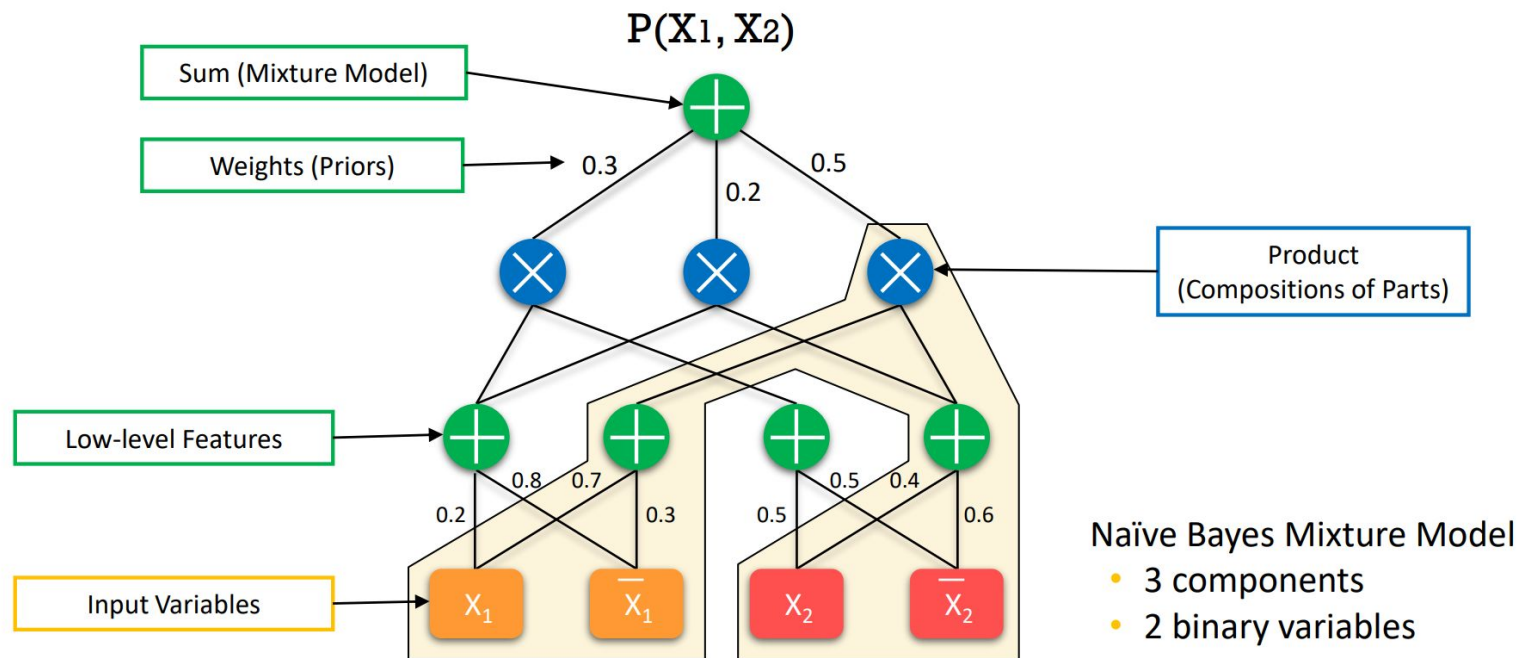 P(X1, X2)
Sum (Mixture Model)
Weights (Priors)
0.3
0.5
0.2
Product
(Compositions of Parts)
Low-level Features
0.8
0.7
0.5
0.4
0.2
0.3
0.5
0.6
Naïve Bayes Mixture Model
• 3 components
• 2 binary variables
Input Variables
X₁
X̅₁
X₂
X̅₂